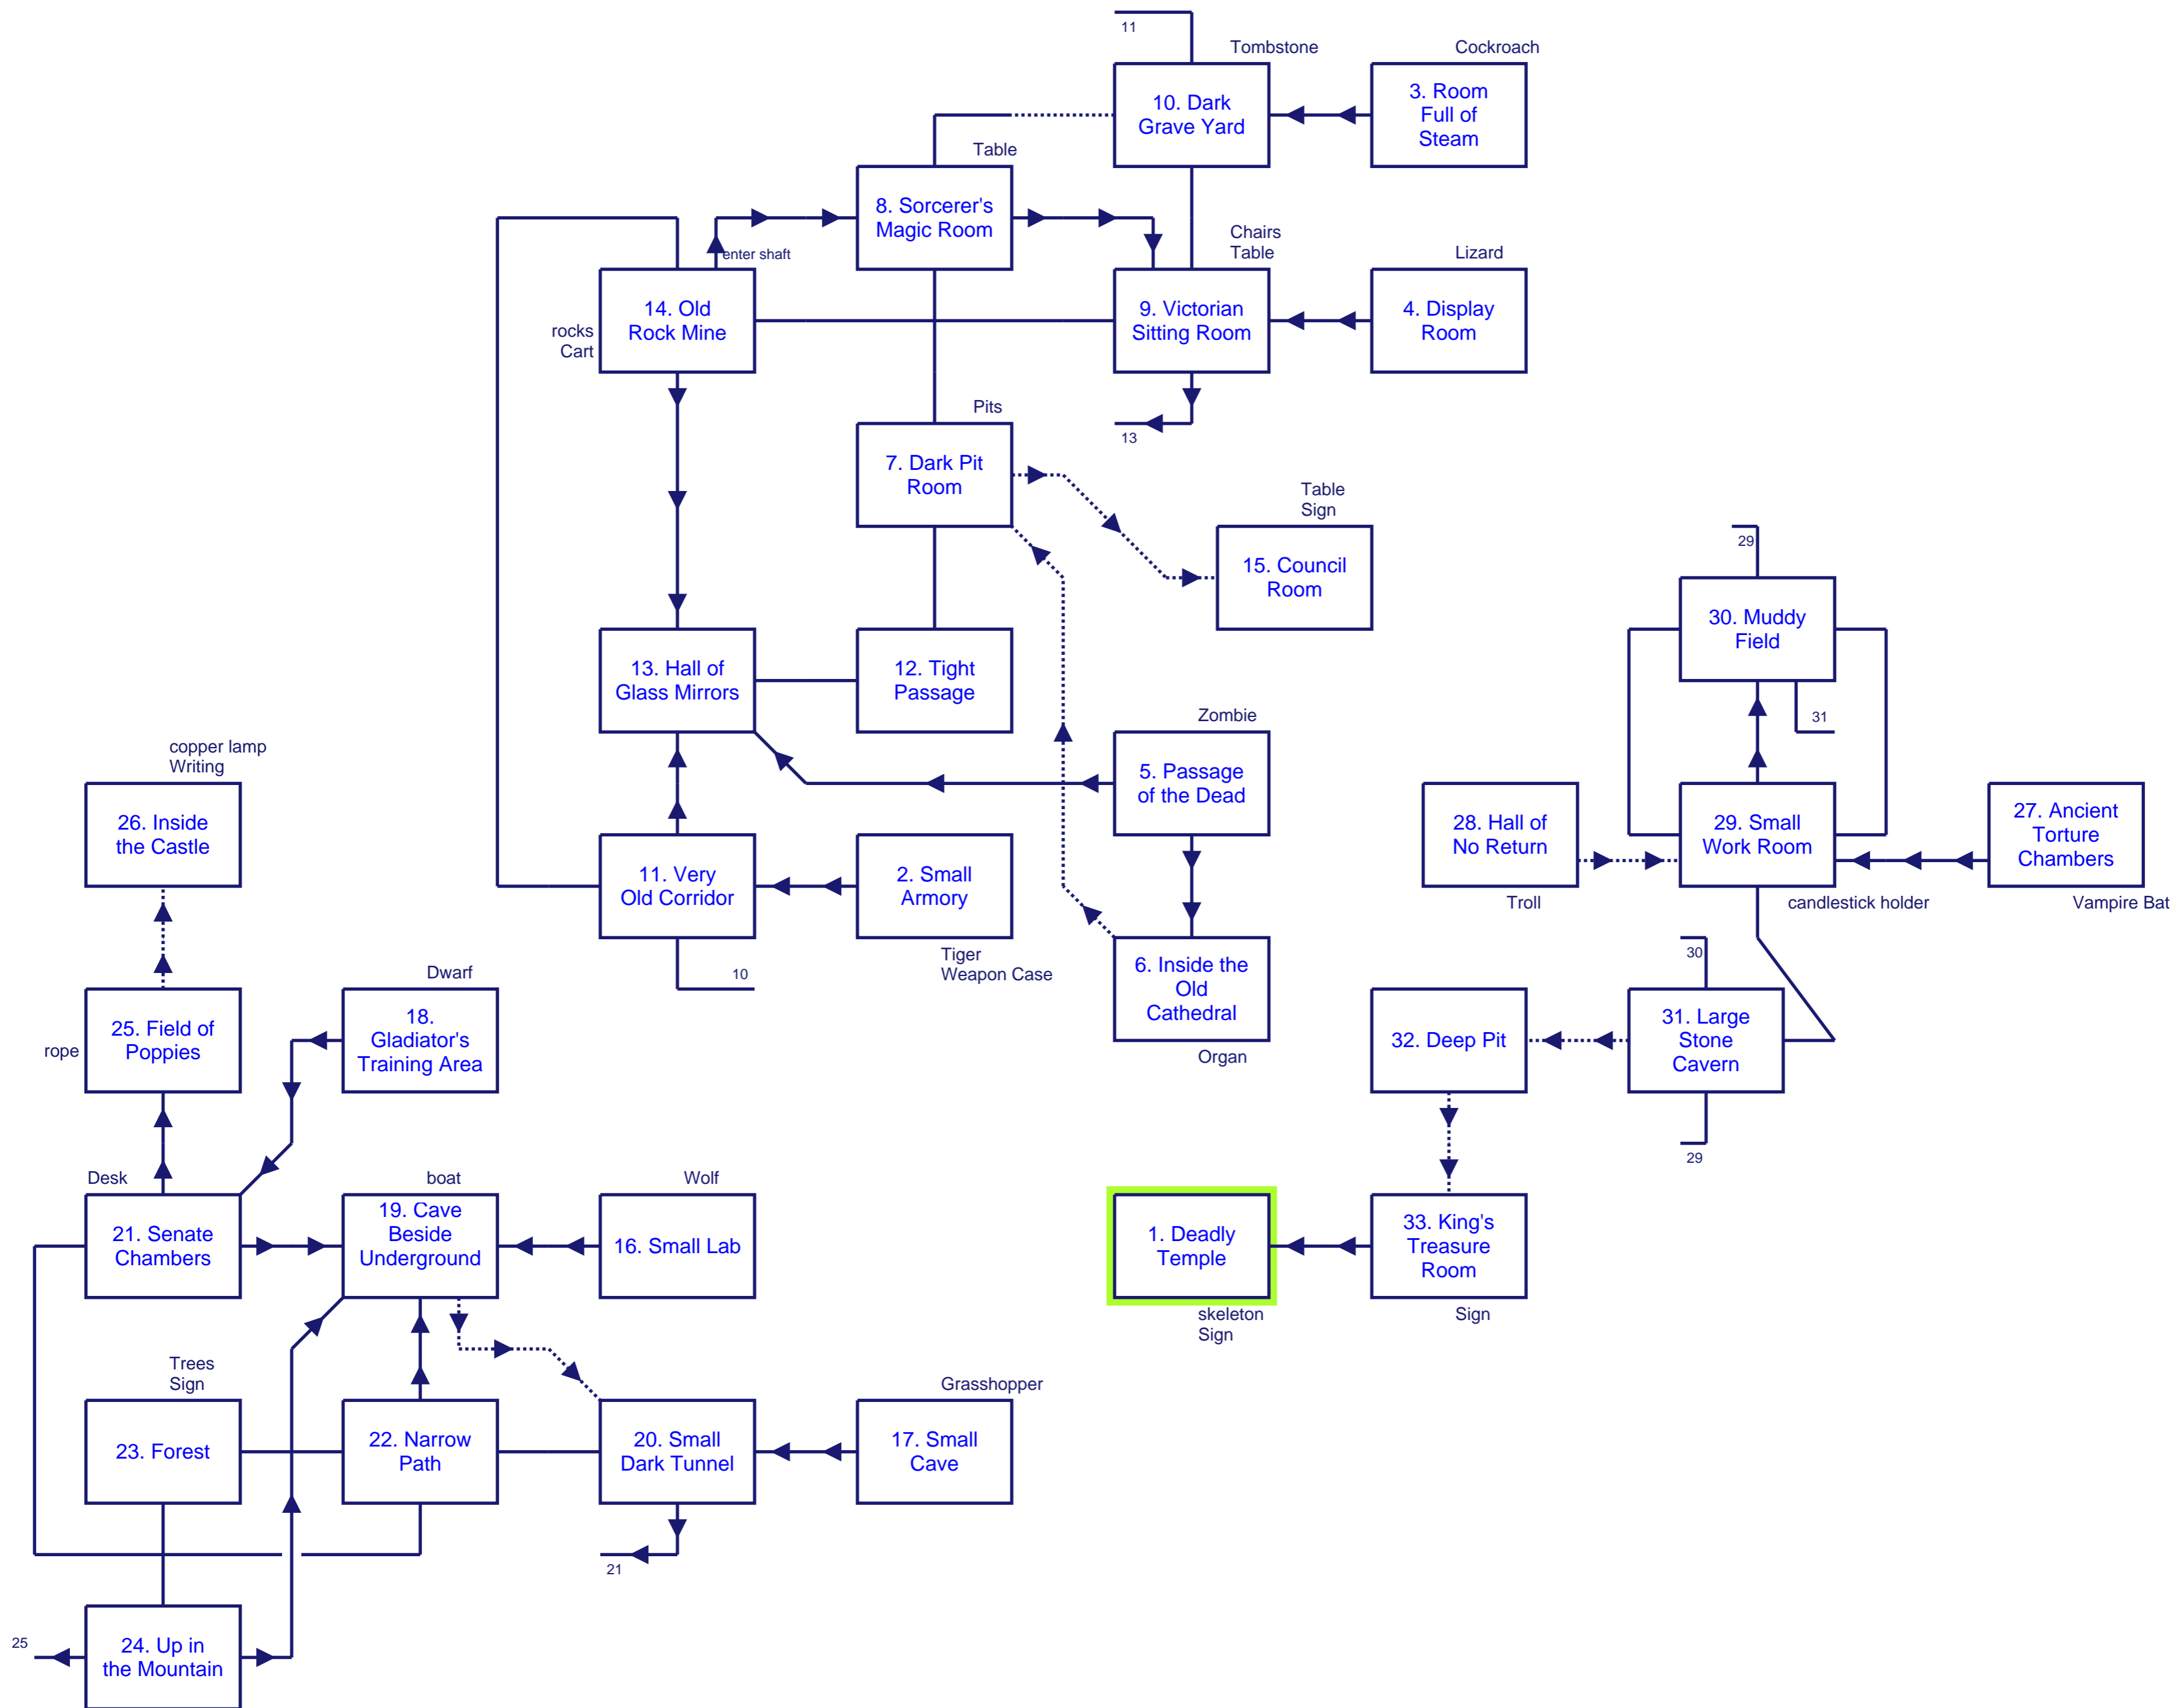 11
Tombstone
Cockroach
10. Dark
Grave Yard
3. Room
Full of
Steam
Table
8. Sorcerer's
Magic Room
enter shaft
Chairs
Table
Lizard
14. Old
Rock Mine
rocks
Cart
9. Victorian
Sitting Room
4. Display
Room
13
Pits
7. Dark Pit
Room
Table
Sign
15. Council
Room
29
30. Muddy
Field
31
13. Hall of
Glass Mirrors
12. Tight
Passage
Zombie
5. Passage
of the Dead
copper lamp
Writing
26. Inside
the Castle
28. Hall of
No Return
Troll
29. Small
Work Room
candlestick holder
27. Ancient
Torture
Chambers
Vampire Bat
11. Very
Old Corridor
2. Small
Armory
Tiger
Weapon Case
10
6. Inside the
Old
Cathedral
Organ
Dwarf
30
25. Field of
Poppies
rope
18.
Gladiator's
Training Area
32. Deep Pit
31. Large
Stone
Cavern
29
Desk
boat
Wolf
21. Senate
Chambers
19. Cave
Beside
Underground
16. Small Lab
1. Deadly
Temple
skeleton
Sign
33. King's
Treasure
Room
Sign
Trees
Sign
Grasshopper
23. Forest
22. Narrow
Path
20. Small
Dark Tunnel
17. Small
Cave
21
25
24. Up in
the Mountain